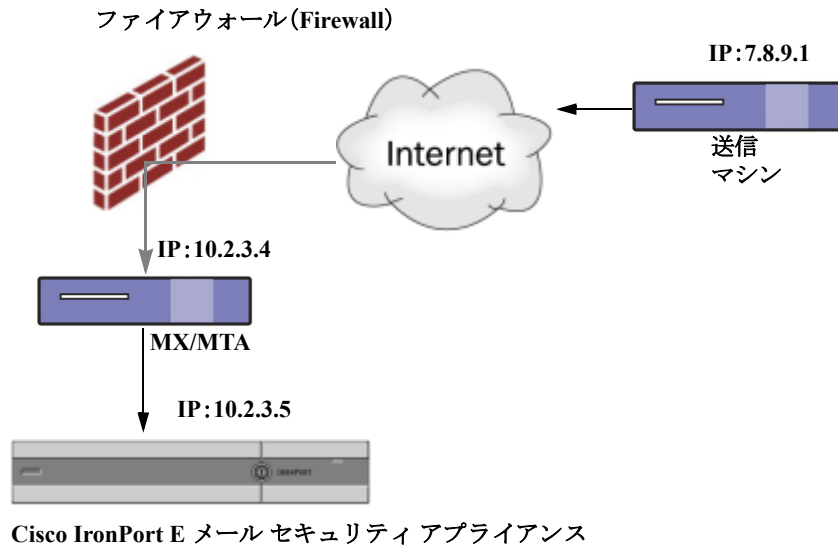 ファイアウォール(Firewall)
IP:7.8.9.1
Internet
送信
マシン
IP:10.2.3.4
MX/MTA
IP:10.2.3.5
IRONPORT
Cisco IronPort E メール セキュリティ アプライアンス